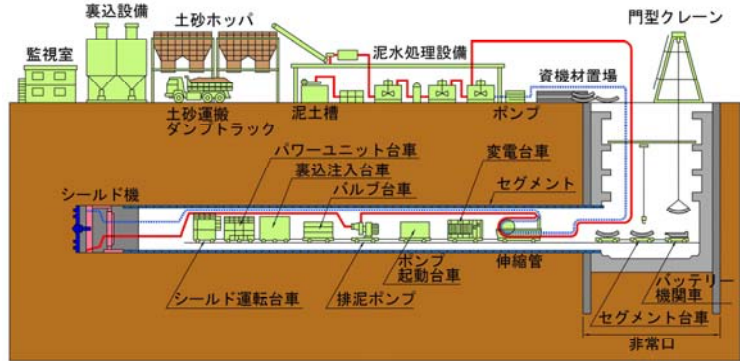 裏込設備
土砂ホッパ
門型クレーン
監視室
泥水処理設備
資機材置場
土砂運搬
ダンプトラック
泥土槽
ポンプ
パワーユニット台車
裏込注入台車
バルブ台車
変電台車
セグメント
シールド機
シールド運転台車
排泥ポンプ
ポンプ
起動台車
伸縮管
バッテリー
機関車
セグメント台車
非常口